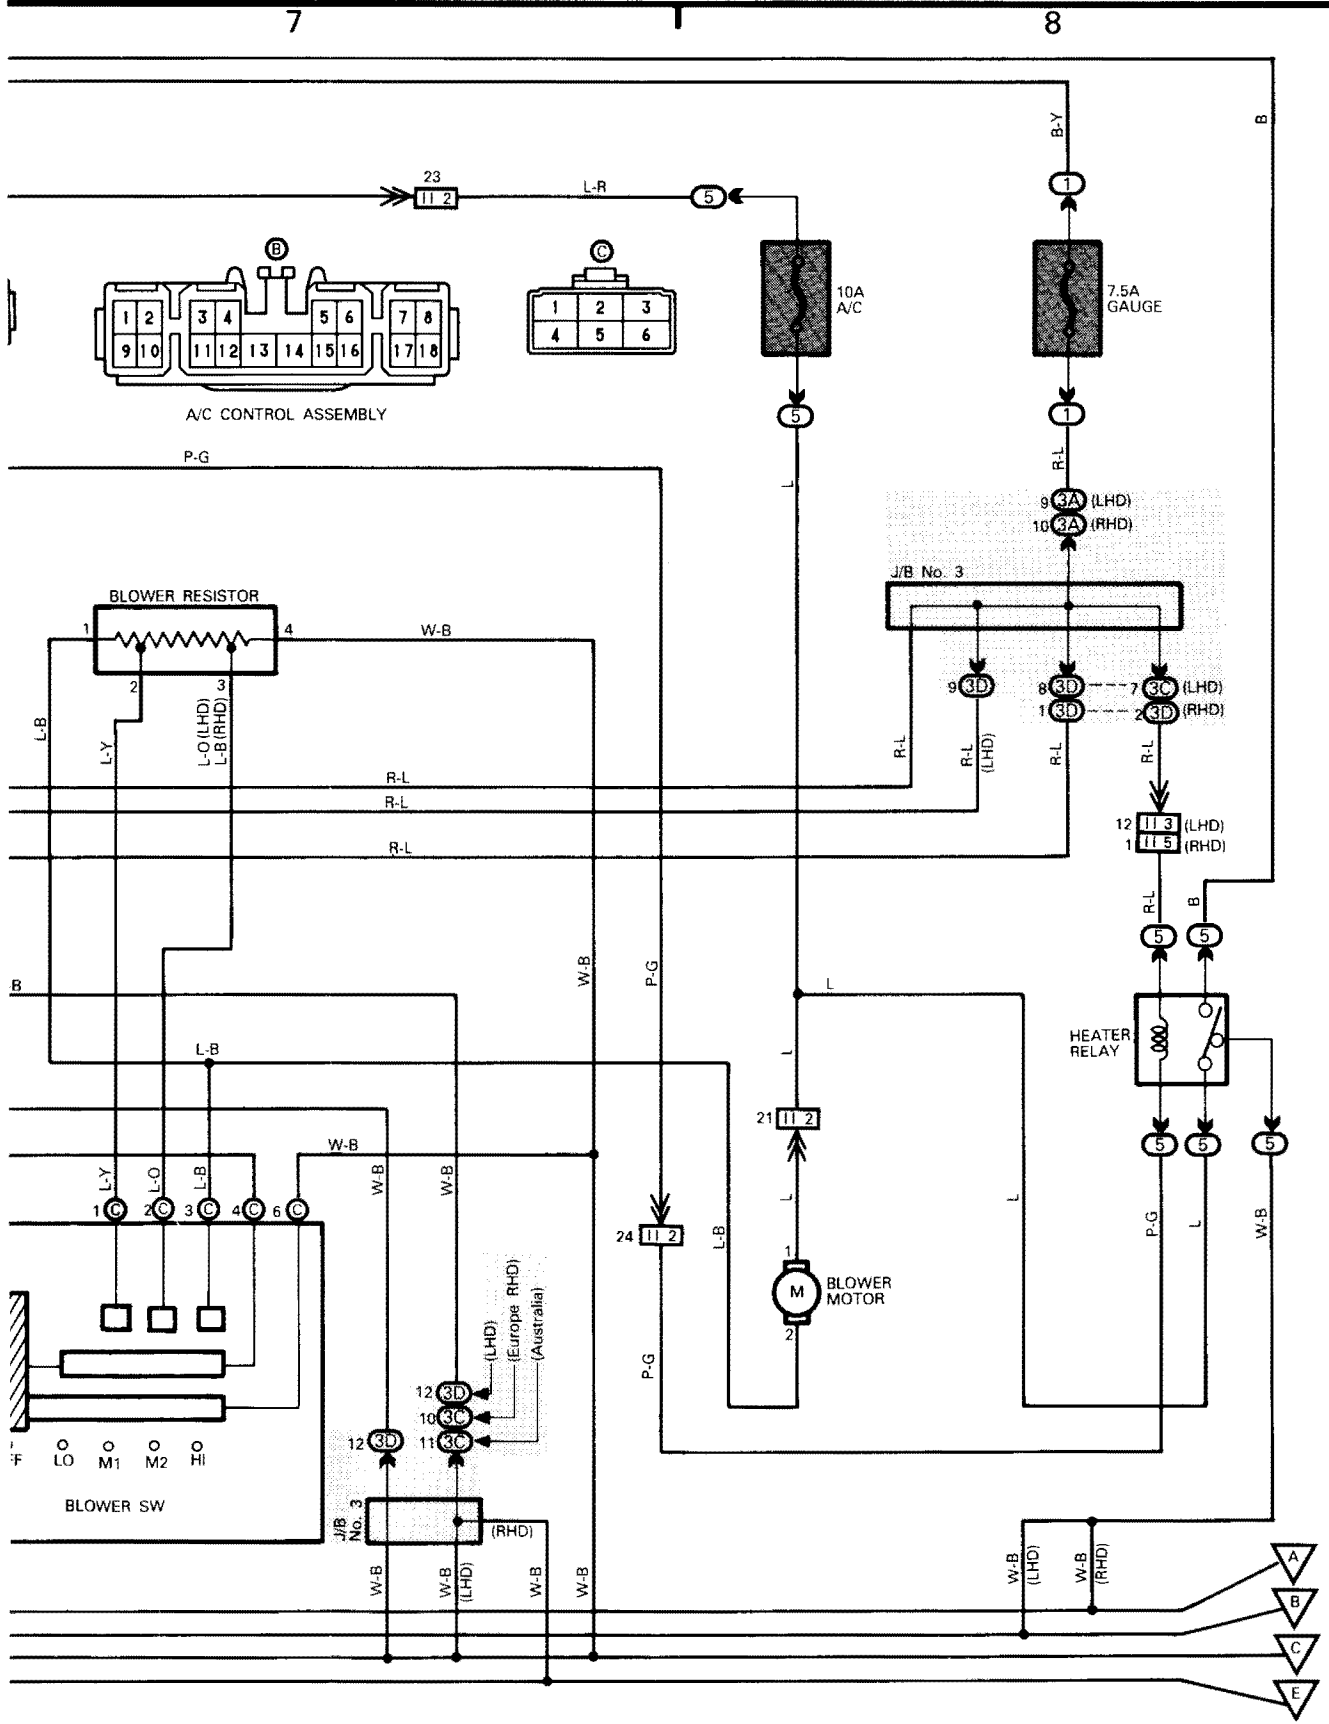 7 8
B-Y
B
23
II 2
L-R
5
1
B
C
1 2 3 4 5 6 7 8
9 10 11 12 13 14 15 16 17 18
1 2 3
4 5 6
10A
A/C
7.5A
GAUGE
A/C CONTROL ASSEMBLY
5
1
P-G
L
R-L
9 3A (LHD)
10 3A (RHD)
J/B No. 3
BLOWER RESISTOR
1
4
W-B
2
3
9 3D
8 3D 7 3C (LHD)
1 3D 2 3D (RHD)
L-B
L-Y
L-O (LHD)
L-B (RHD)
R-L
R-L
(LHD)
R-L
R-L
R-L
R-L
R-L
12 II 3 (LHD)
1 II 5 (RHD)
R-L
B
5
5
W-B
P-G
B
L
HEATER
RELAY
L-B
L
21 II 2
W-B
5
5
5
L-Y
L-O
L-B
W-B
W-B
L
L
P-G
L
W-B
1 C
2 C
3 C
4 C
6 C
24 II 2
L-B
1
M
BLOWER
MOTOR
2
(LHD)
(Europe RHD)
(Australia)
P-G
12 3D
10 3C
12 3D
11 3C
FF LO M1 M2 HI
BLOWER SW
J/B
No. 3
(RHD)
W-B
W-B
(LHD)
W-B
W-B
W-B
(LHD)
W-B
(RHD)
A
B
C
E